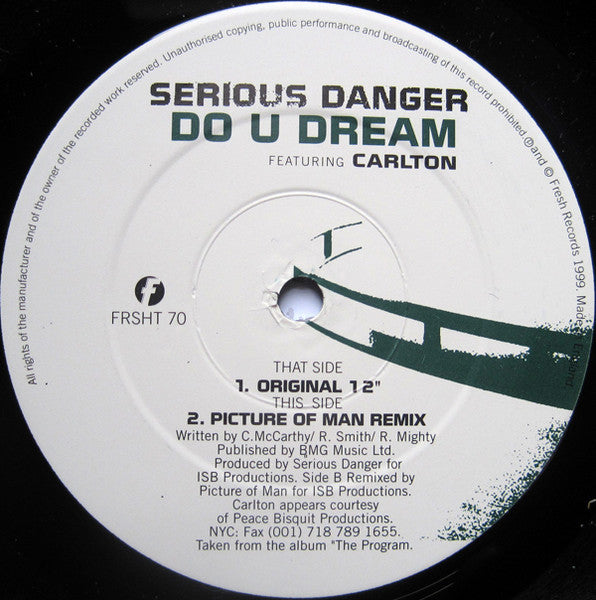 All rights of the manufacturer and of the owner of the recorded work reserved. Unauthorised copying, public performance and broadcasting of this record prohibited. ℗ and © Fresh Records 1999. Made in England
SERIOUS DANGER
DO U DREAM
FEATURING CARLTON
f
FRSHT 70
THAT SIDE
1. ORIGINAL 12"
THIS SIDE
2. PICTURE OF MAN REMIX
Written by C.McCarthy/ R. Smith/ R. Mighty
Published by BMG Music Ltd.
Produced by Serious Danger for
ISB Productions. Side B Remixed by
Picture of Man for ISB Productions.
Carlton appears courtesy
of Peace Bisquit Productions.
NYC: Fax (001) 718 789 1655.
Taken from the album "The Program.